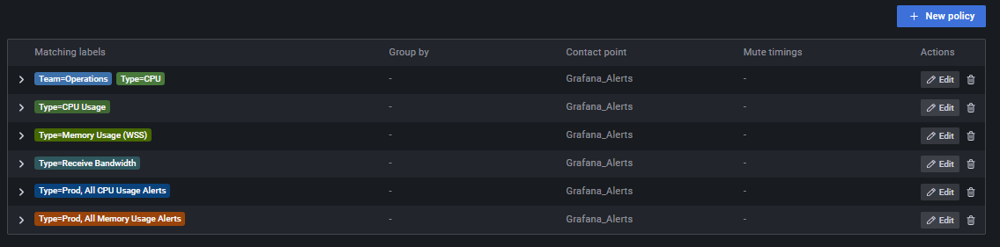 + New policy
Matching labels Group by Contact point Mute timings Actions
Team=Operations Type=CPU - Grafana_Alerts - Edit
Type=CPU Usage - Grafana_Alerts - Edit
Type=Memory Usage (WSS) - Grafana_Alerts - Edit
Type=Receive Bandwidth - Grafana_Alerts - Edit
Type=Prod, All CPU Usage Alerts - Grafana_Alerts - Edit
Type=Prod, All Memory Usage Alerts - Grafana_Alerts - Edit